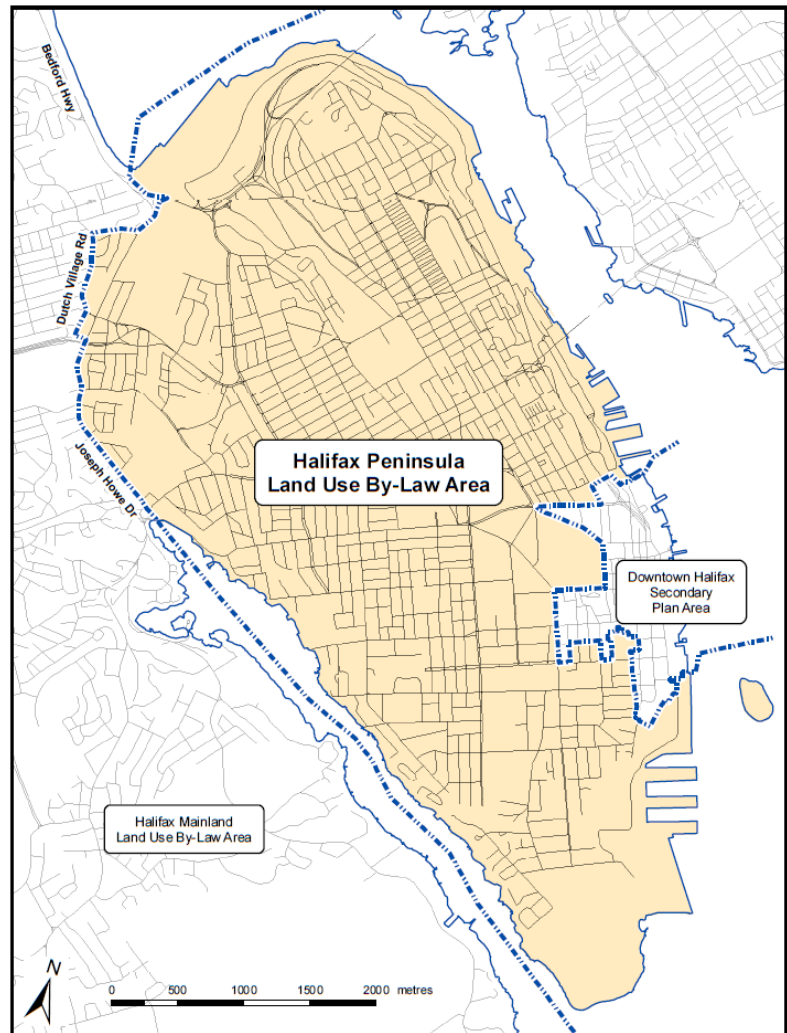 Bedford Hwy
Dutch Village Rd
Joseph Howe Dr
Halifax Peninsula
Land Use By-Law Area
Downtown Halifax
Secondary
Plan Area
Halifax Mainland
Land Use By-Law Area
N
0 500 1000 1500 2000 metres